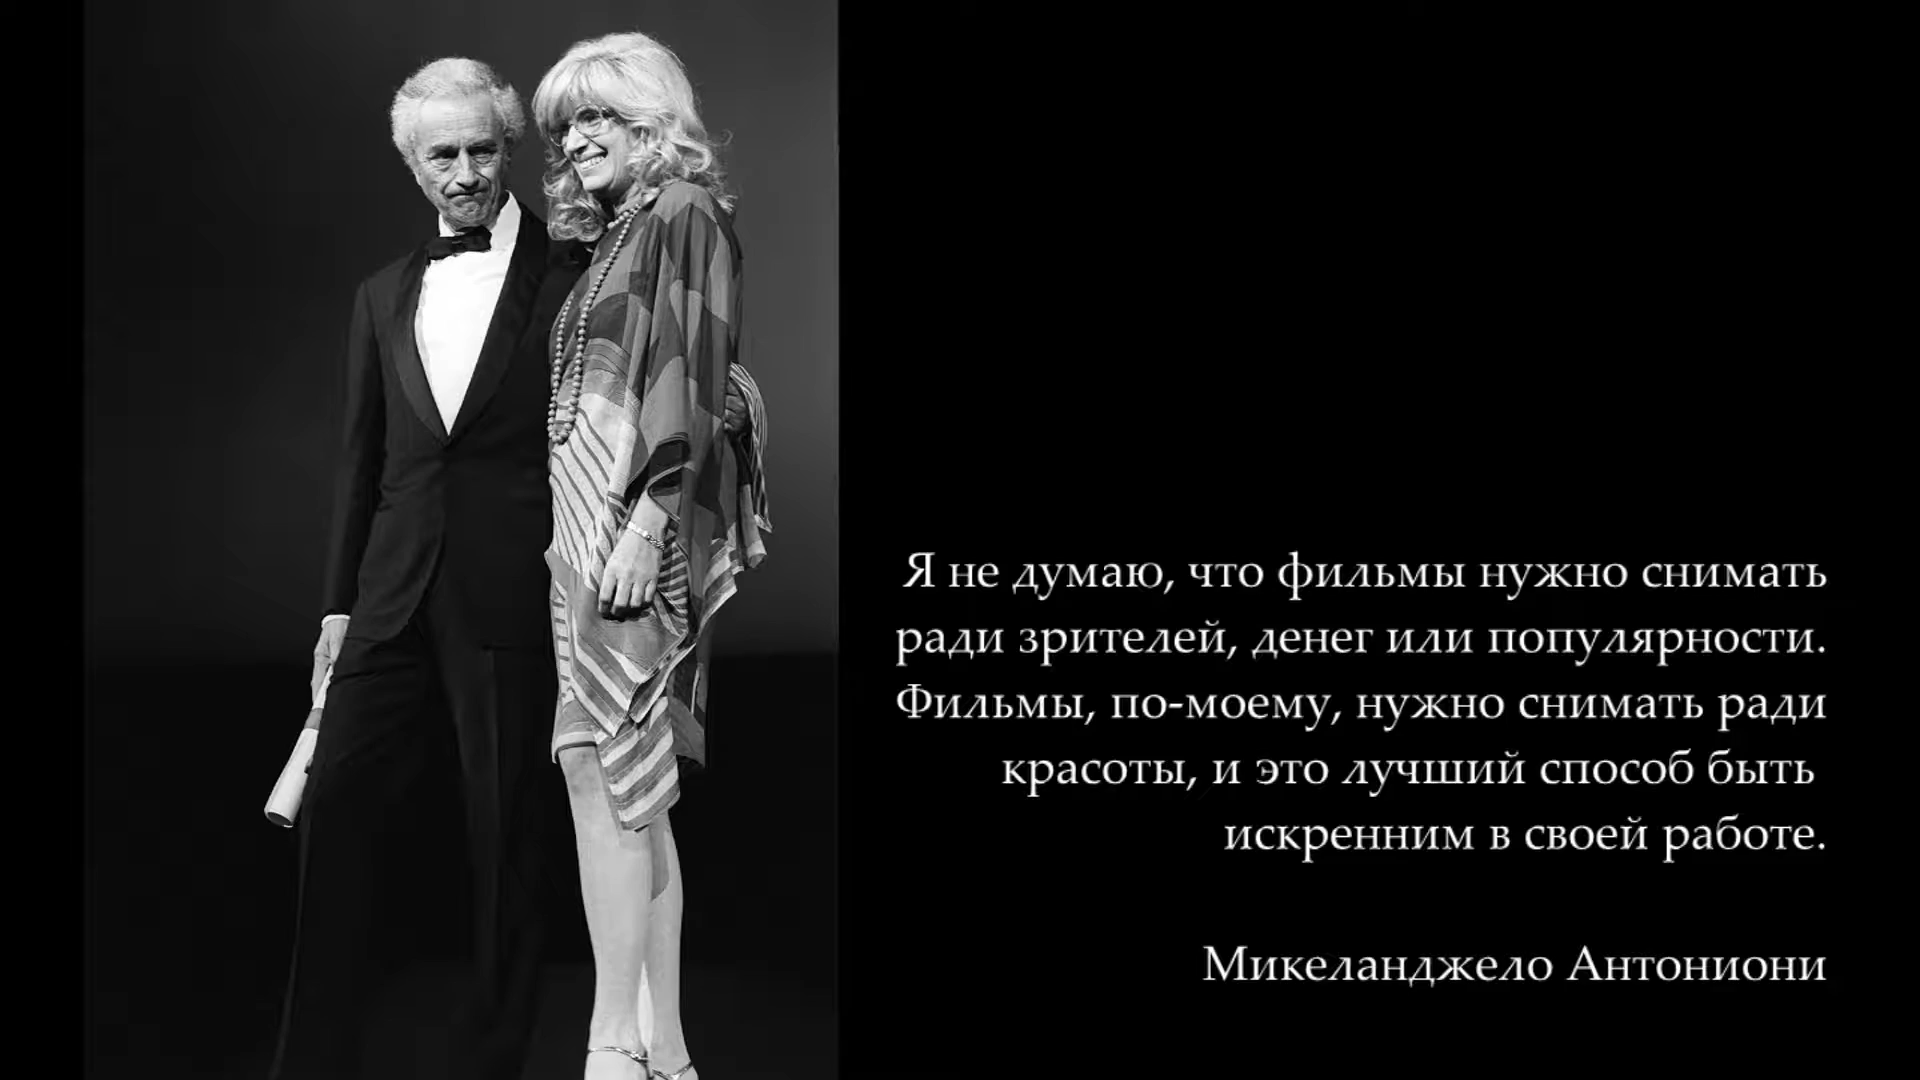 Я не думаю, что фильмы нужно снимать
ради зрителей, денег или популярности.
Фильмы, по-моему, нужно снимать ради
красоты, и это лучший способ быть
искренним в своей работе.
Микеланджело Антониони